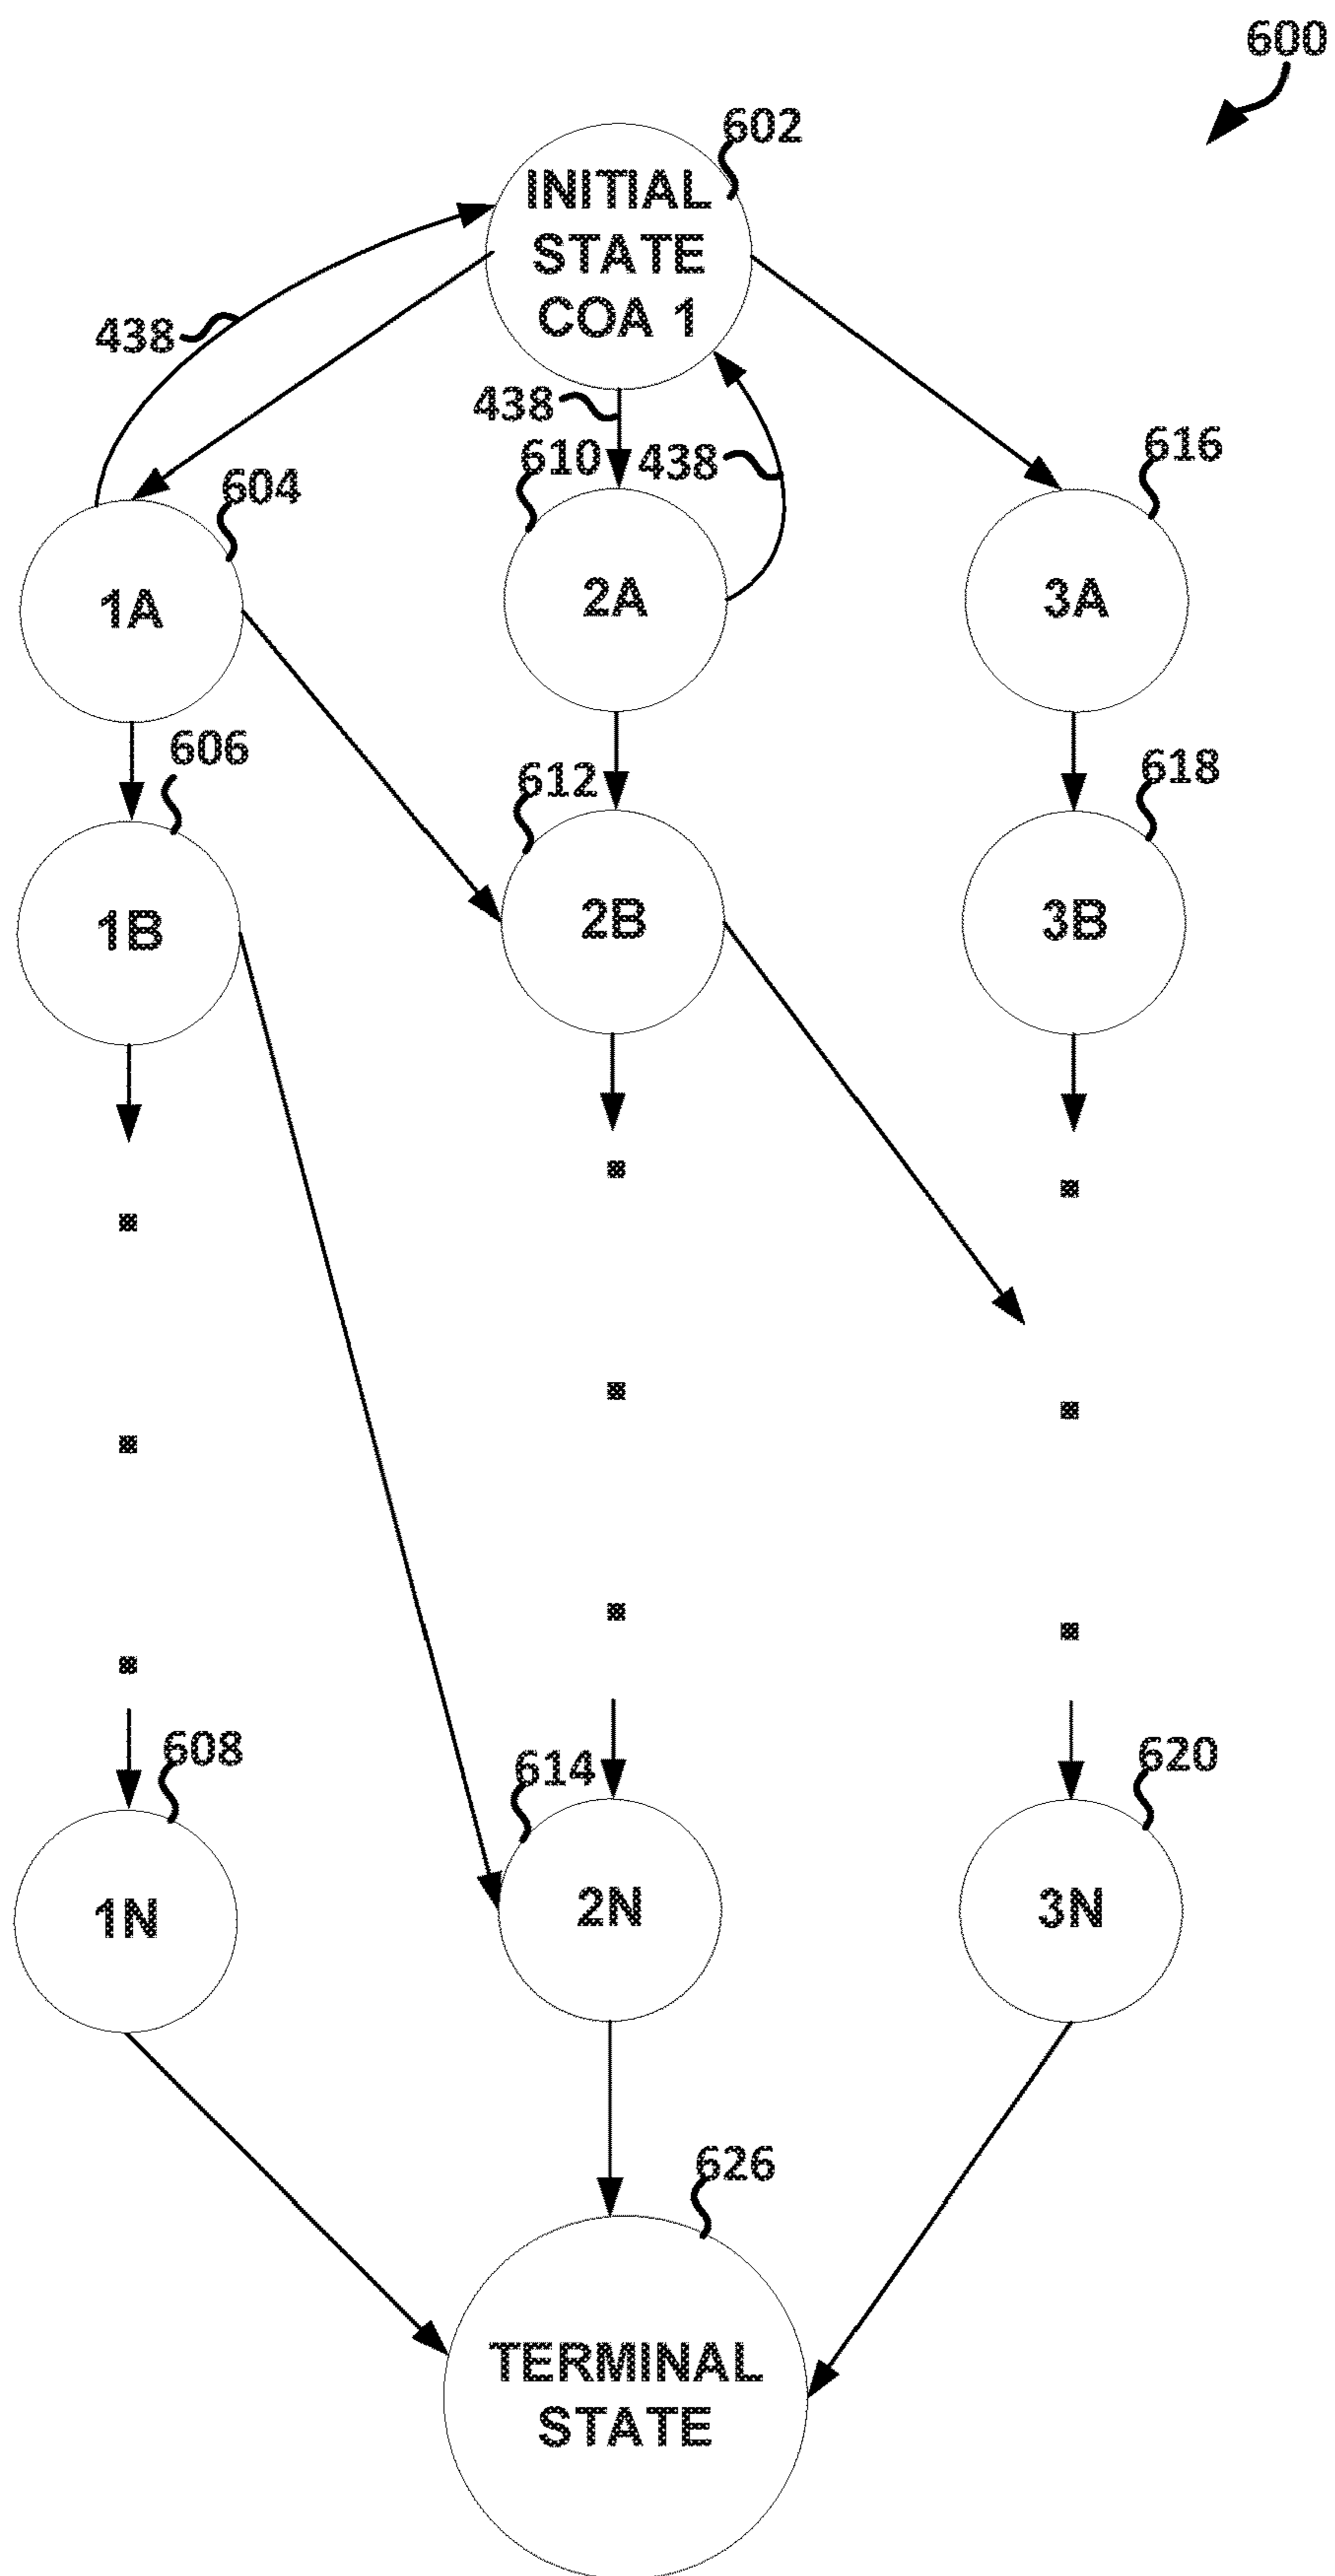 600
602
INITIAL
STATE
COA 1
438
438
610
438
616
604
1A
2A
3A
606
612
618
1B
2B
3B
608
614
620
1N
2N
3N
626
TERMINAL
STATE